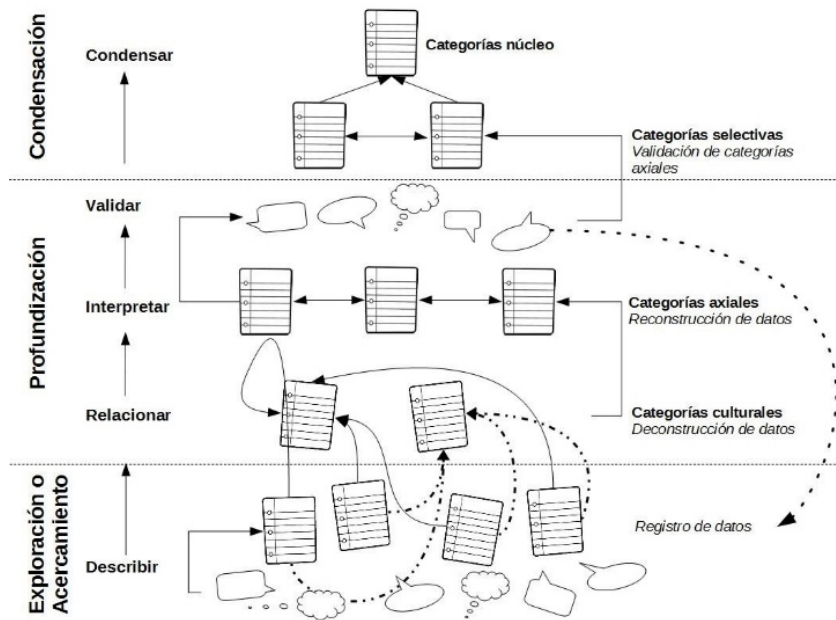 Condensación
Condensar
Categorías núcleo
Categorías selectivas
Validación de categorías
axiales
Profundización
Validar
Interpretar
Categorías axiales
Reconstrucción de datos
Relacionar
Categorías culturales
Deconstrucción de datos
Exploración o
Acercamiento
Describir
Registro de datos